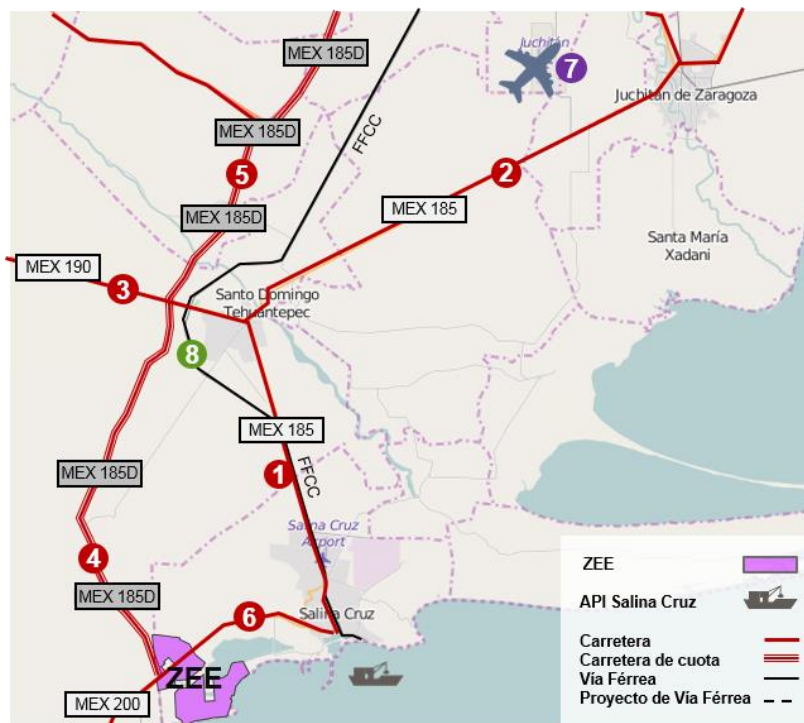 MEX 185D
Juchitán
7
Juchitán de Zaragoza
MEX 185D
FFCC
5
2
MEX 185
MEX 185D
Santa María
Xadani
MEX 190
3
Santo Domingo
Tehuantepec
8
MEX 185
MEX 185D
1
FFCC
Salina Cruz
Airport
4
MEX 185D
6
Salina Cruz
ZEE
MEX 200
ZEE
API Salina Cruz
Carretera
Carretera de cuota
Vía Férrea
Proyecto de Vía Férrea